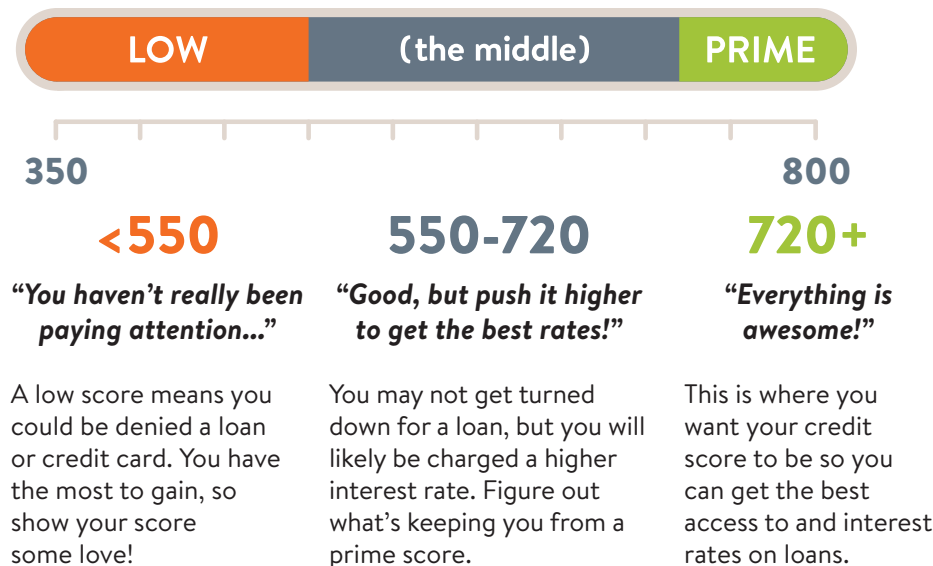 LOW
(the middle)
PRIME
350
800
<550
“You haven’t really been
paying attention...”
A low score means you
could be denied a loan
or credit card. You have
the most to gain, so
show your score
some love!
550-720
“Good, but push it higher
to get the best rates!”
You may not get turned
down for a loan, but you will
likely be charged a higher
interest rate. Figure out
what’s keeping you from a
prime score.
720+
“Everything is
awesome!”
This is where you
want your credit
score to be so you
can get the best
access to and interest
rates on loans.